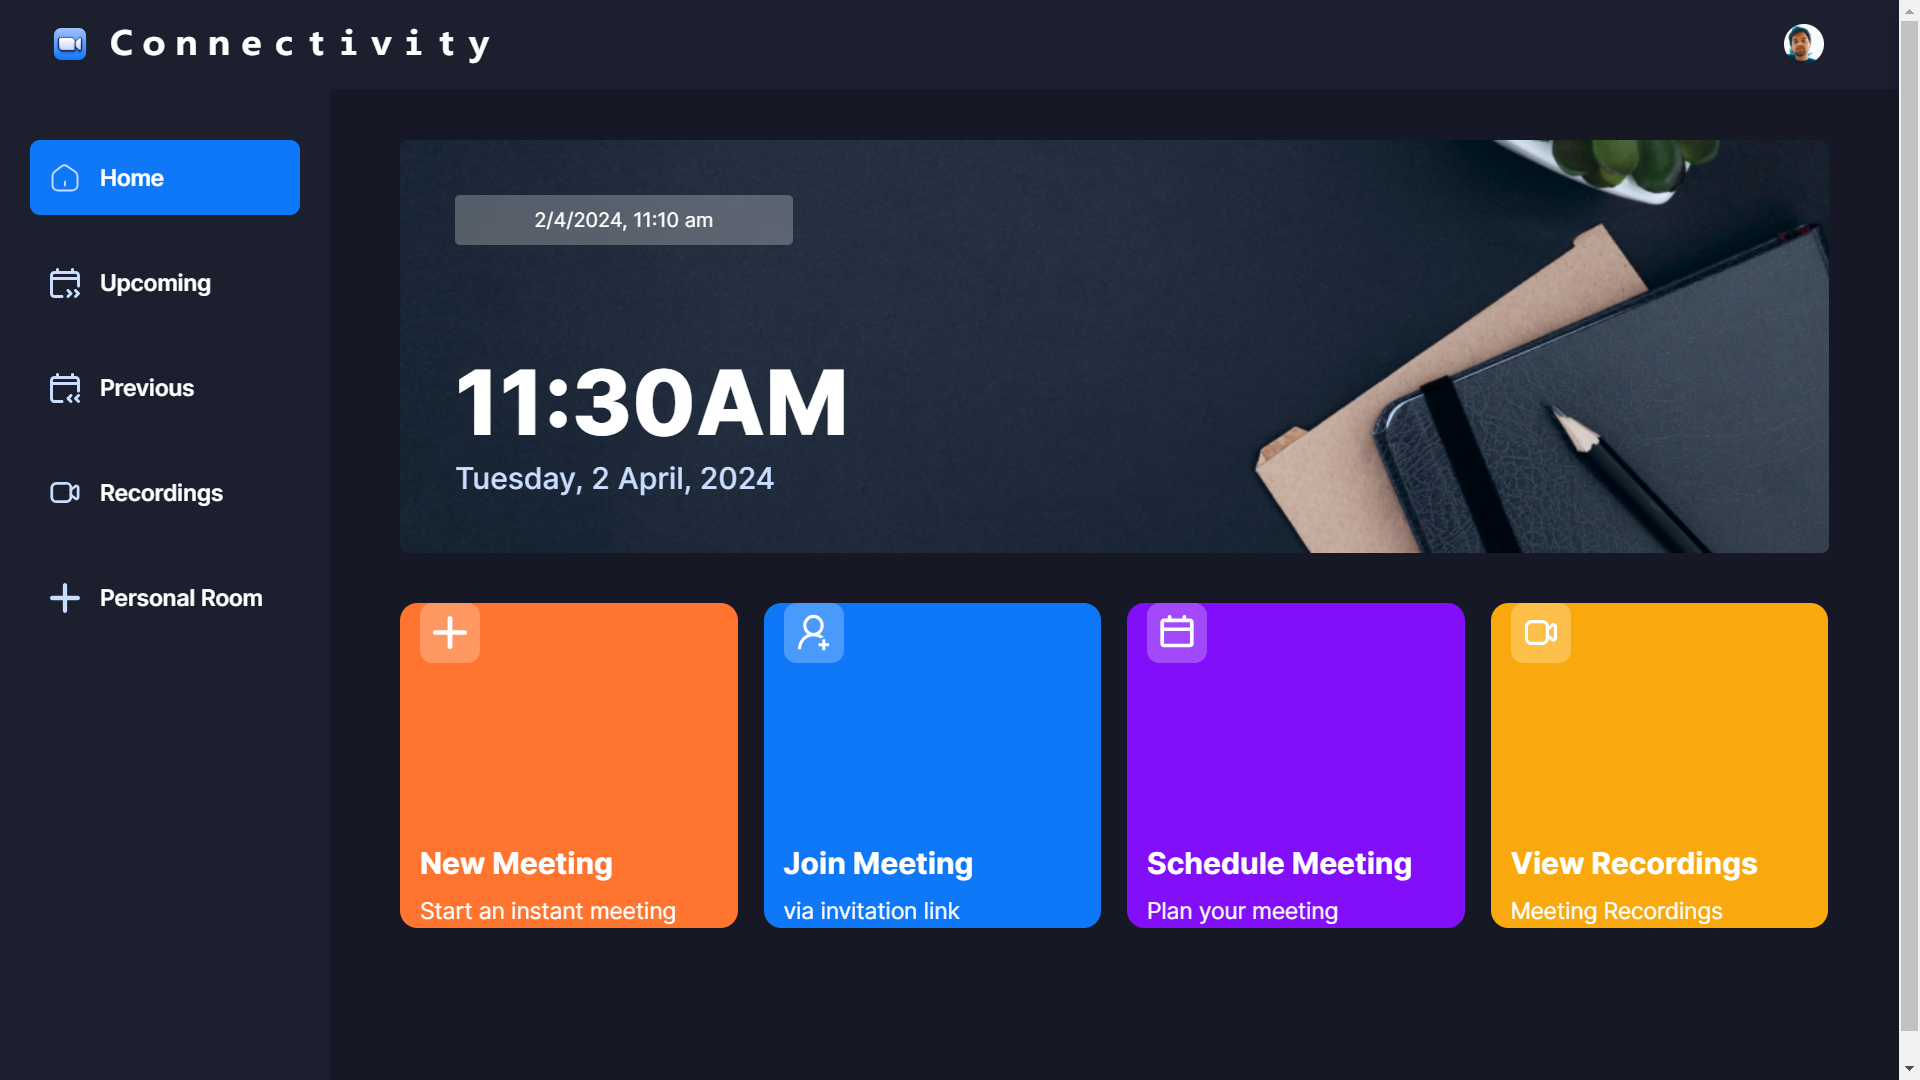 Connectivity
Home
Upcoming
Previous
Recordings
Personal Room
2/4/2024, 11:10 am
11:30AM
Tuesday, 2 April, 2024
New Meeting
Start an instant meeting
Join Meeting
via invitation link
Schedule Meeting
Plan your meeting
View Recordings
Meeting Recordings